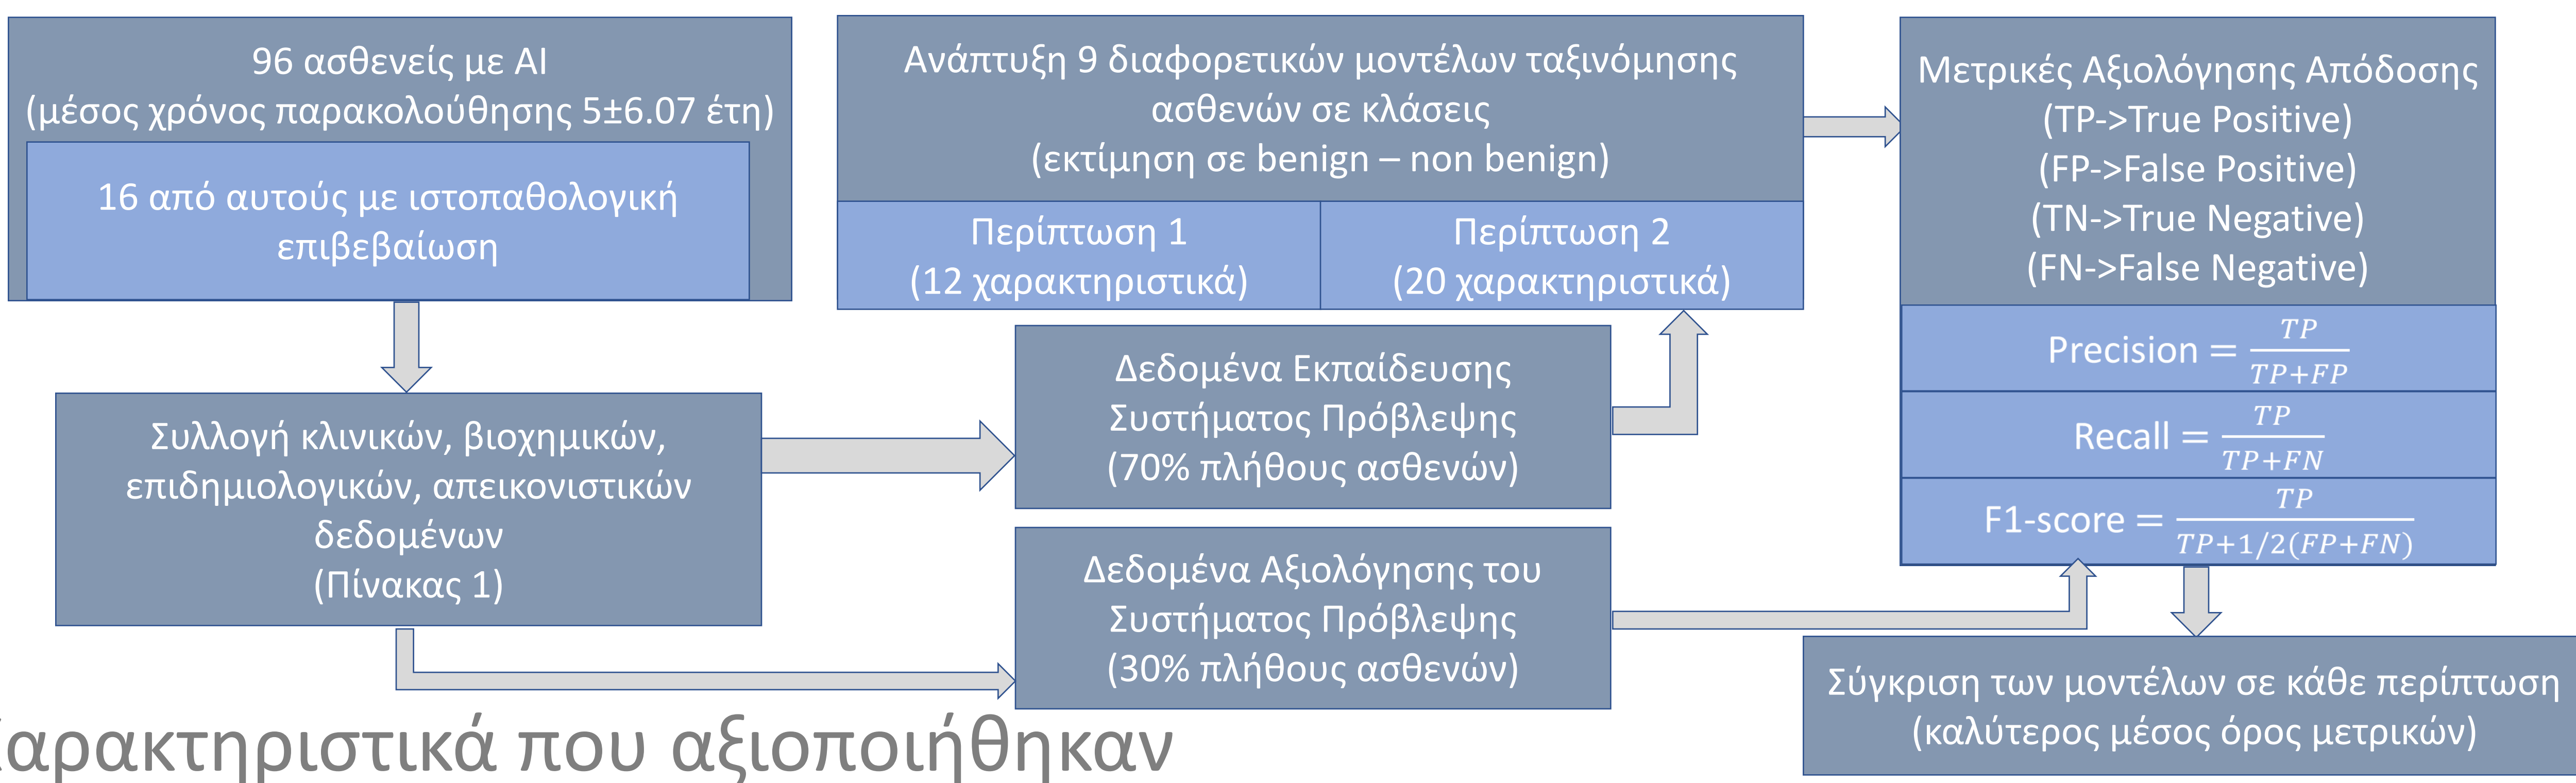 96 ασθενείς με ΑΙ
(μέσος χρόνος παρακολούθησης 5±6.07 έτη)
16 από αυτούς με ιστοπαθολογική
επιβεβαίωση
Συλλογή κλινικών, βιοχημικών,
επιδημιολογικών, απεικονιστικών
δεδομένων
(Πίνακας 1)
Ανάπτυξη 9 διαφορετικών μοντέλων ταξινόμησης
ασθενών σε κλάσεις
(εκτίμηση σε benign – non benign)
Περίπτωση 1
(12 χαρακτηριστικά)
Περίπτωση 2
(20 χαρακτηριστικά)
Δεδομένα Εκπαίδευσης
Συστήματος Πρόβλεψης
(70% πλήθους ασθενών)
Δεδομένα Αξιολόγησης του
Συστήματος Πρόβλεψης
(30% πλήθους ασθενών)
Μετρικές Αξιολόγησης Απόδοσης
(TP->True Positive)
(FP->False Positive)
(TN->True Negative)
(FN->False Negative)
Precision = TP/(TP+FP)
Recall = TP/(TP+FN)
F1-score = TP/(TP+1/2(FP+FN))
Σύγκριση των μοντέλων σε κάθε περίπτωση
(καλύτερος μέσος όρος μετρικών)
αρακτηριστικά που αξιοποιήθηκαν